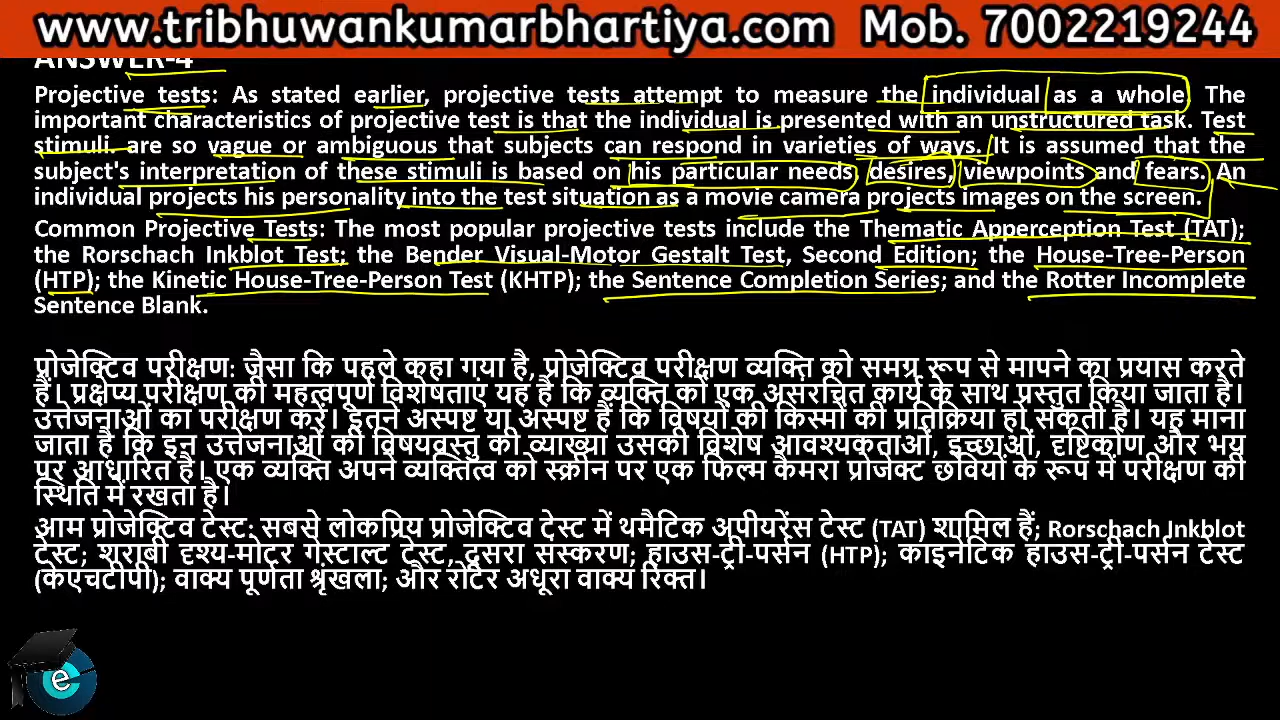 www.tribhuwankumarbhartiya.com Mob. 7002219244
ANSWER-4
Projective tests: As stated earlier, projective tests attempt to measure the individual as a whole. The
important characteristics of projective test is that the individual is presented with an unstructured task. Test
stimuli. are so vague or ambiguous that subjects can respond in varieties of ways. It is assumed that the
subject's interpretation of these stimuli is based on his particular needs, desires, viewpoints and fears. An
individual projects his personality into the test situation as a movie camera projects images on the screen.
Common Projective Tests: The most popular projective tests include the Thematic Apperception Test (TAT);
the Rorschach Inkblot Test; the Bender Visual-Motor Gestalt Test, Second Edition; the House-Tree-Person
(HTP); the Kinetic House-Tree-Person Test (KHTP); the Sentence Completion Series; and the Rotter Incomplete
Sentence Blank.
प्रोजेक्टिव परीक्षण: जैसा कि पहले कहा गया है, प्रोजेक्टिव परीक्षण व्यक्ति को समग्र रूप से मापने का प्रयास करते
हैं। प्रक्षेप्य परीक्षण की महत्वपूर्ण विशेषताएं यह है कि व्यक्ति को एक असंरचित कार्य के साथ प्रस्तुत किया जाता है।
उत्तेजनाओं का परीक्षण करें। इतने अस्पष्ट या अस्पष्ट हैं कि विषयों की किस्मों की प्रतिक्रिया हो सकती है। यह माना
जाता है कि इन उत्तेजनाओं की विषयवस्तु की व्याख्या उसकी विशेष आवश्यकताओं, इच्छाओं, दृष्टिकोण और भय
पर आधारित है। एक व्यक्ति अपने व्यक्तित्व को स्क्रीन पर एक फिल्म कैमरा प्रोजेक्ट छवियों के रूप में परीक्षण की
स्थिति में रखता है।
आम प्रोजेक्टिव टेस्ट: सबसे लोकप्रिय प्रोजेक्टिव टेस्ट में थमैटिक अपीयरेंस टेस्ट (TAT) शामिल हैं; Rorschach Inkblot
टेस्ट; शराबी दृश्य-मोटर गेस्टाल्ट टेस्ट, दूसरा संस्करण; हाउस-ट्री-पर्सन (HTP); काइनेटिक हाउस-ट्री-पर्सन टेस्ट
(केएचटीपी); वाक्य पूर्णता श्रृंखला; और रोटर अधूरा वाक्य रिक्त।
e